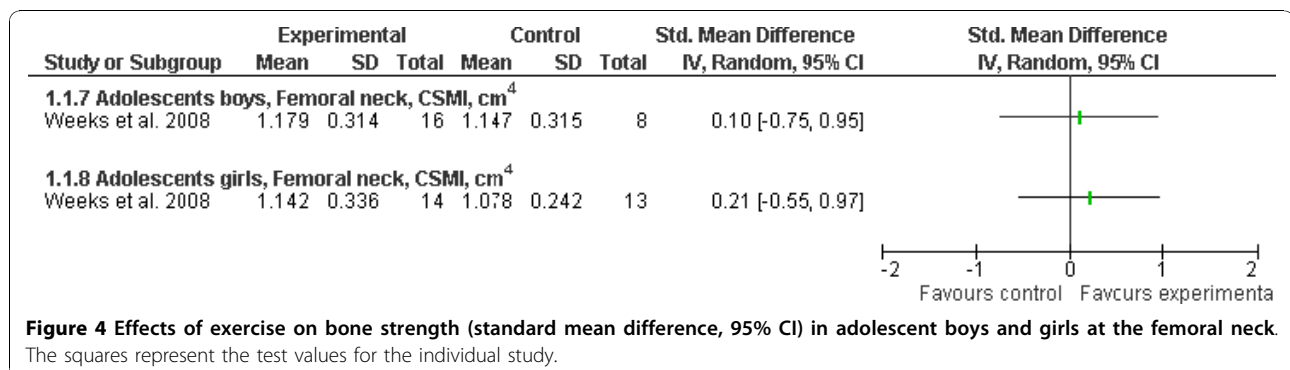 Experimental Control Std. Mean Difference Std. Mean Difference
Study or Subgroup Mean SD Total Mean SD Total IV, Random, 95% CI IV, Random, 95% CI
1.1.7 Adolescents boys, Femoral neck, CSMI, cm⁴
Weeks et al. 2008 1.179 0.314 16 1.147 0.315 8 0.10 [-0.75, 0.95]
1.1.8 Adolescents girls, Femoral neck, CSMI, cm⁴
Weeks et al. 2008 1.142 0.336 14 1.078 0.242 13 0.21 [-0.55, 0.97]
-2 -1 0 1 2
Favours control Favcurs experimenta
Figure 4 Effects of exercise on bone strength (standard mean difference, 95% CI) in adolescent boys and girls at the femoral neck.
The squares represent the test values for the individual study.